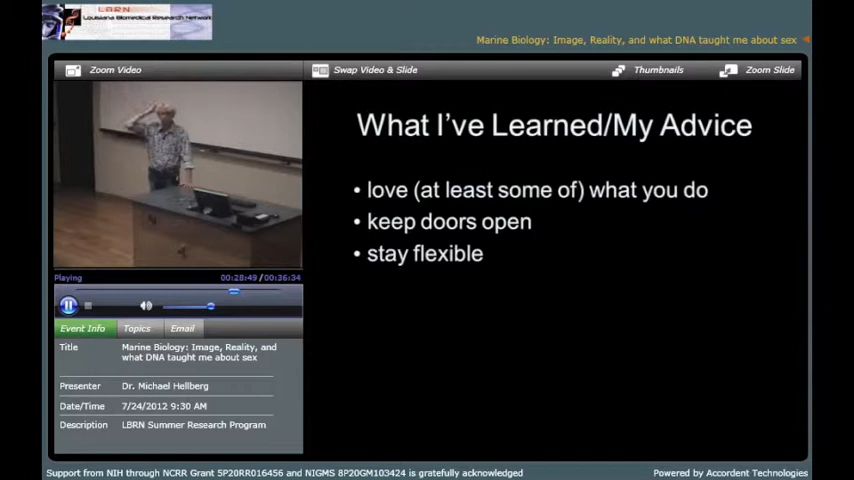 LBRN
Louisiana Biomedical Research Network
Marine Biology: Image, Reality, and what DNA taught me about sex
Zoom Video
Swap Video & Slide
Thumbnails
Zoom Slide
What I've Learned/My Advice
• love (at least some of) what you do
• keep doors open
• stay flexible
Playing
00:28:49 / 00:36:34
Event Info
Topics
Email
Title
Marine Biology: Image, Reality, and
what DNA taught me about sex
Presenter
Dr. Michael Hellberg
Date/Time
7/24/2012 9:30 AM
Description
LBRN Summer Research Program
Support from NIH through NCRR Grant 5P20RR016456 and NIGMS 8P20GM103424 is gratefully acknowledged
Powered by Accordent Technologies